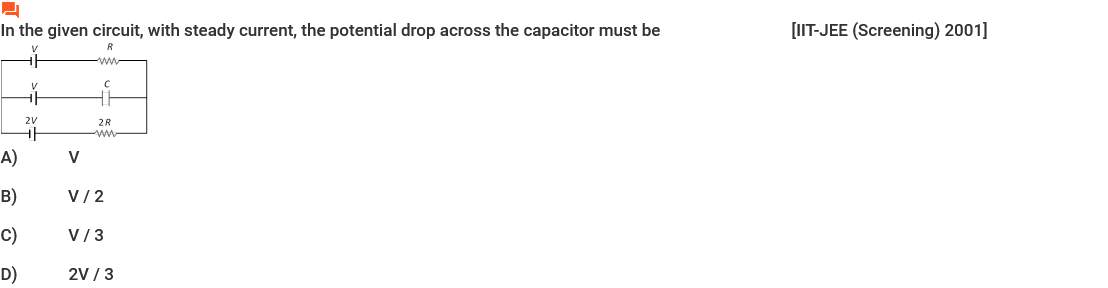 In the given circuit, with steady current, the potential drop across the capacitor must be [IIT-JEE (Screening) 2001]
V R
V C
2V 2R
A) V
B) V / 2
C) V / 3
D) 2V / 3